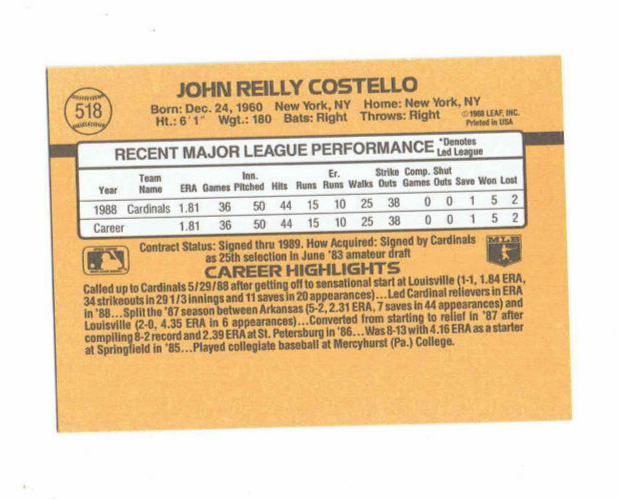 JOHN REILLY COSTELLO
518
Born: Dec. 24, 1960 New York, NY Home: New York, NY
Ht.: 6'1" Wgt.: 180 Bats: Right Throws: Right
© 1988 LEAF, INC.
Printed in USA
RECENT MAJOR LEAGUE PERFORMANCE *Denotes Led League
Year Team Name ERA Games Inn. Pitched Hits Runs Er. Runs Walks Strike Outs Comp. Games Shut Outs Save Won Lost
1988 Cardinals 1.81 36 50 44 15 10 25 38 0 0 1 5 2
Career 1.81 36 50 44 15 10 25 38 0 0 1 5 2
Contract Status: Signed thru 1989. How Acquired: Signed by Cardinals
as 25th selection in June '83 amateur draft
MLB
CAREER HIGHLIGHTS
Called up to Cardinals 5/29/88 after getting off to sensational start at Louisville (1-1, 1.84 ERA,
34 strikeouts in 29 1/3 innings and 11 saves in 20 appearances)...Led Cardinal relievers in ERA
in '88...Split the '87 season between Arkansas (5-2, 2.31 ERA, 7 saves in 44 appearances) and
Louisville (2-0, 4.35 ERA in 6 appearances)...Converted from starting to relief in '87 after
compiling 8-2 record and 2.39 ERA at St. Petersburg in '86...Was 8-13 with 4.16 ERA as a starter
at Springfield in '85...Played collegiate baseball at Mercyhurst (Pa.) College.